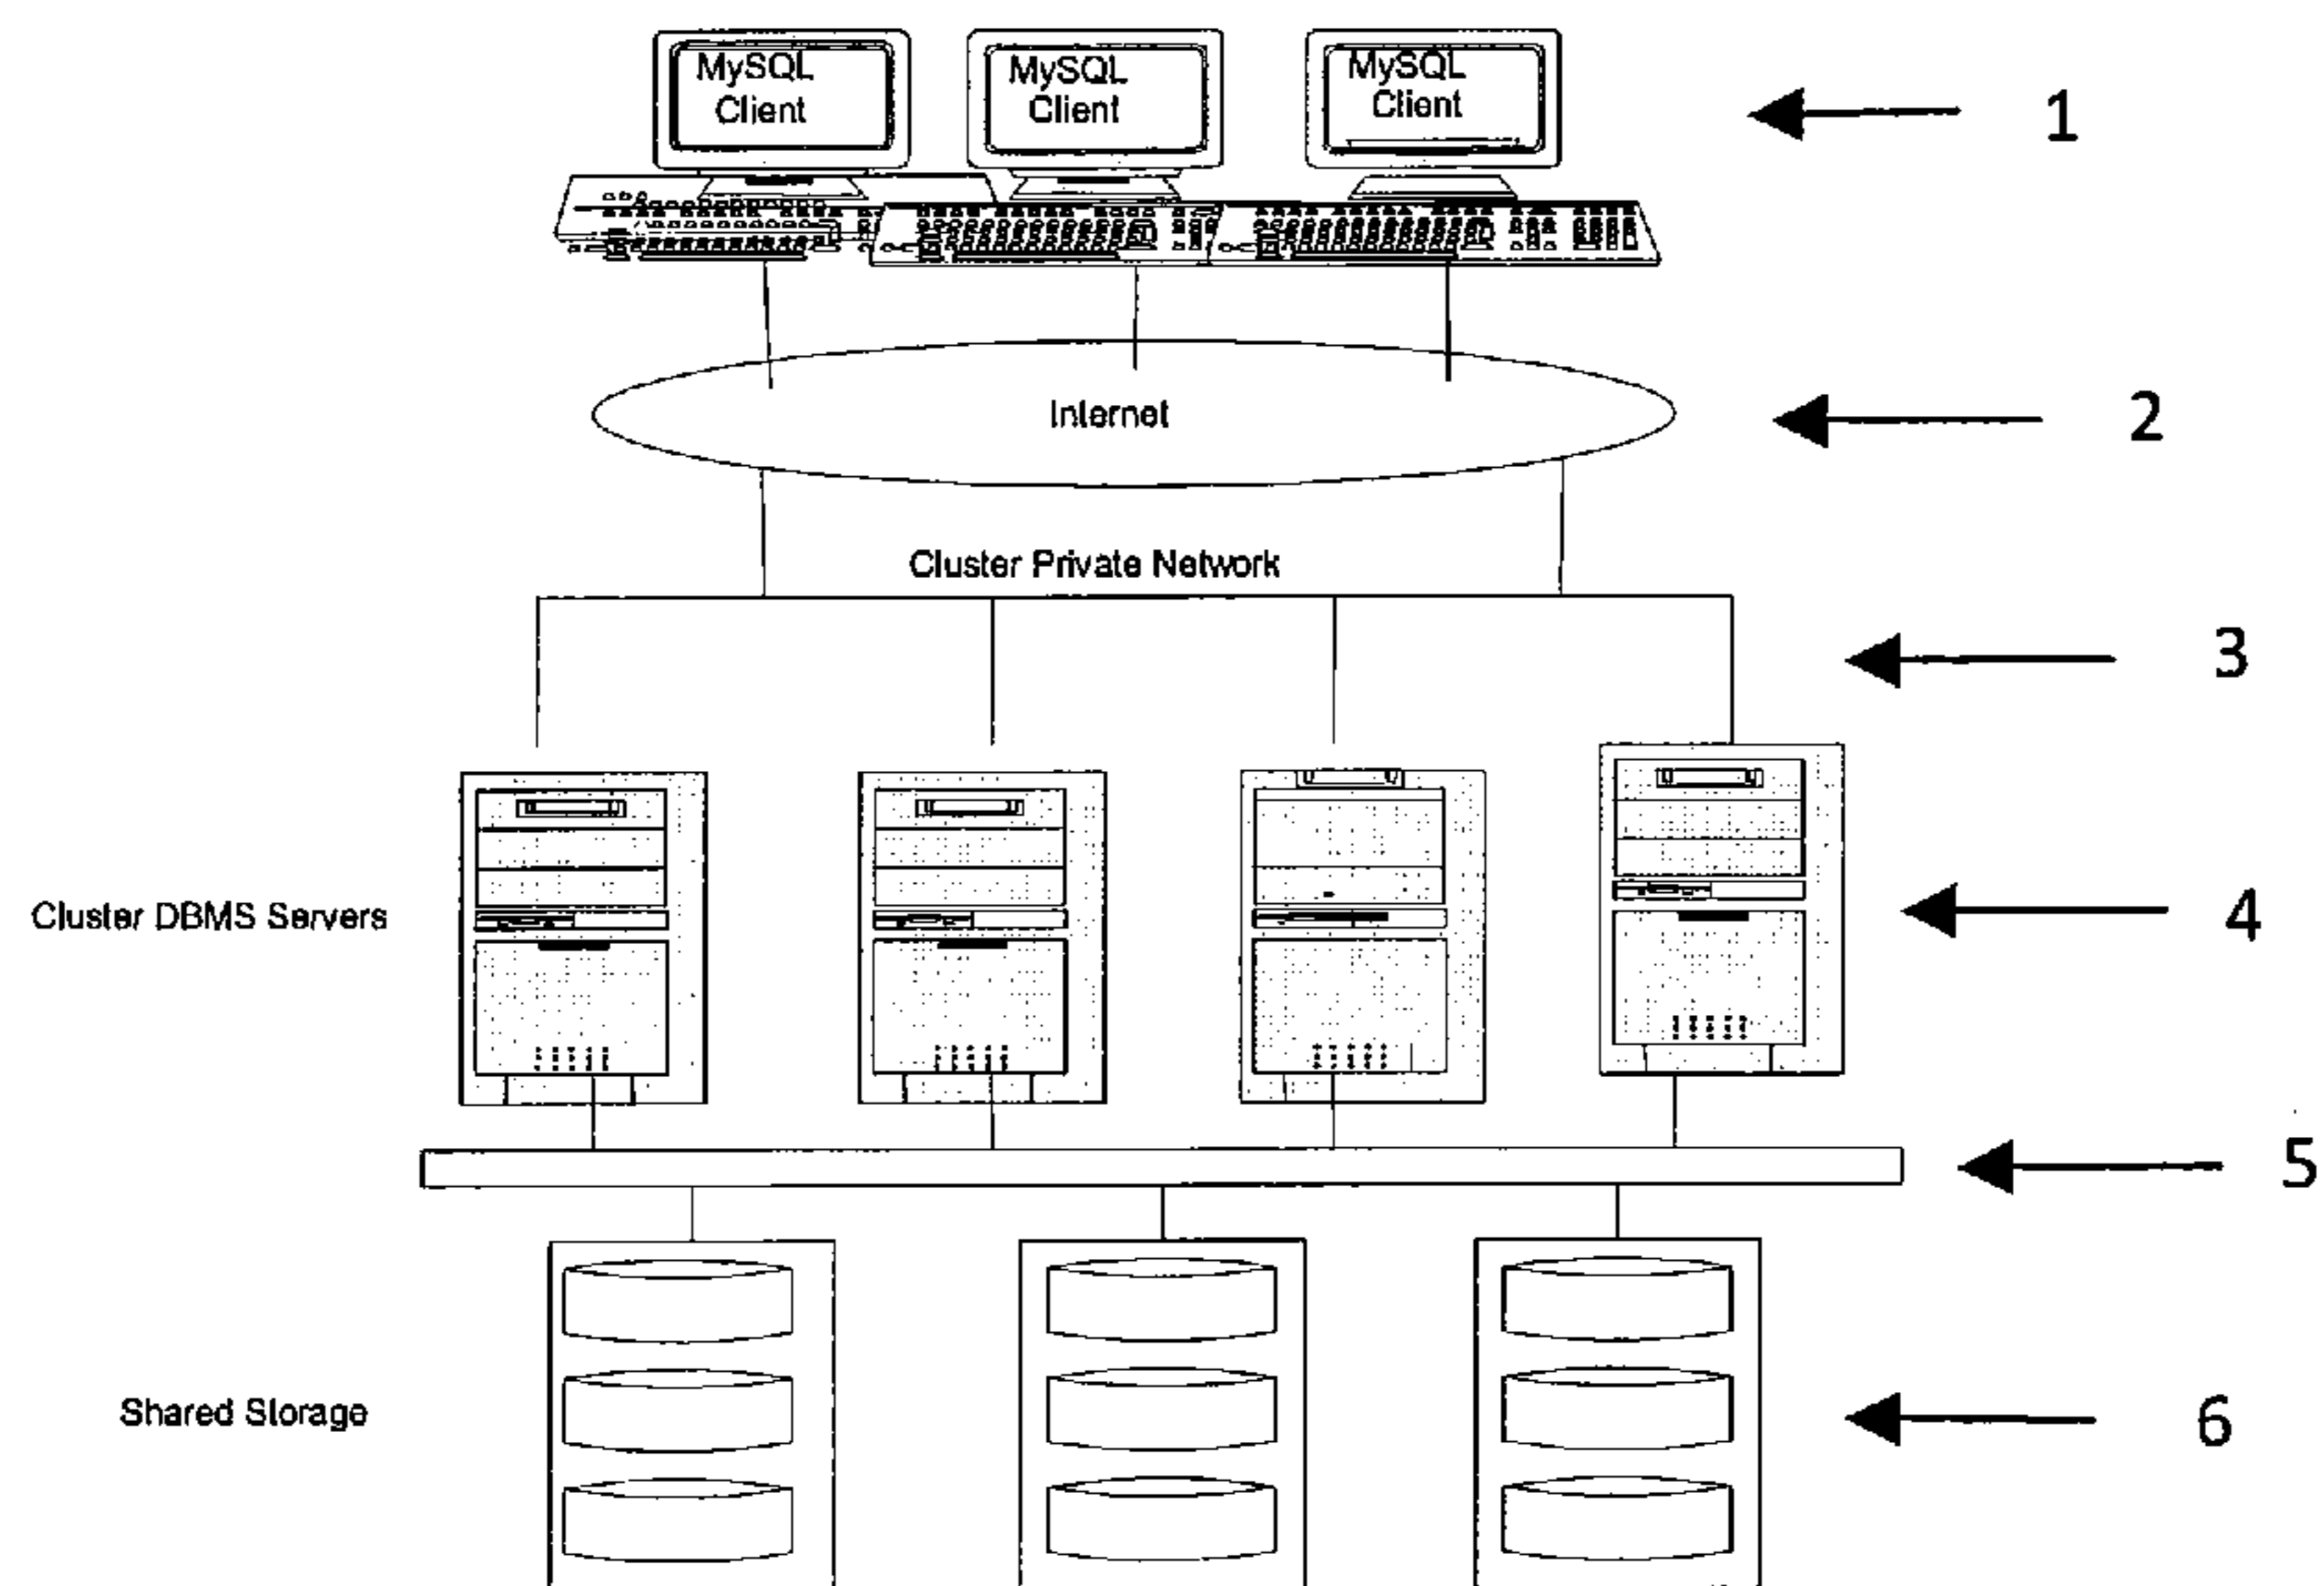 MySQL
Client
MySQL
Client
MySQL
Client
1
Internet
2
Cluster Private Network
3
Cluster DBMS Servers
4
5
Shared Storage
6